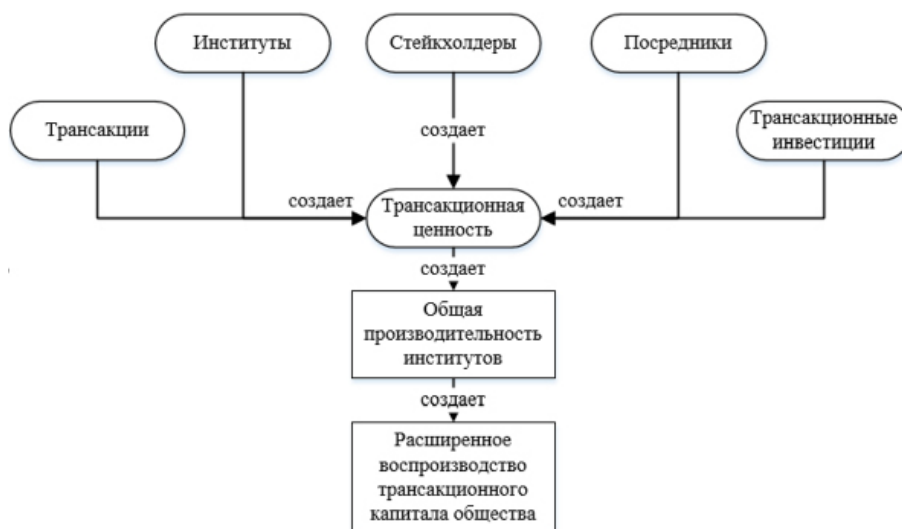 Институты
Стейкхолдеры
Посредники
Трансакции
Трансакционные
инвестиции
создает
создает
создает
Трансакционная
ценность
создает
Общая
производительность
институтов
создает
Расширенное
воспроизводство
трансакционного
капитала общества